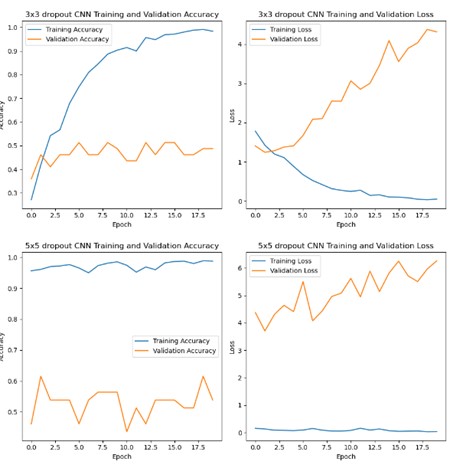 3x3 dropout CNN Training and Validation Accuracy
Training Accuracy
Validation Accuracy
1.0
0.9
0.8
0.7
0.6
0.5
0.4
0.3
Accuracy
0.0 2.5 5.0 7.5 10.0 12.5 15.0 17.5
Epoch
3x3 dropout CNN Training and Validation Loss
Training Loss
Validation Loss
4
3
2
1
0
Loss
0.0 2.5 5.0 7.5 10.0 12.5 15.0 17.5
Epoch
5x5 dropout CNN Training and Validation Accuracy
1.0
0.9
0.8
0.7
0.6
0.5
Accuracy
Training Accuracy
Validation Accuracy
0.0 2.5 5.0 7.5 10.0 12.5 15.0 17.5
Epoch
5x5 dropout CNN Training and Validation Loss
Training Loss
Validation Loss
6
5
4
3
2
1
0
Loss
0.0 2.5 5.0 7.5 10.0 12.5 15.0 17.5
Epoch